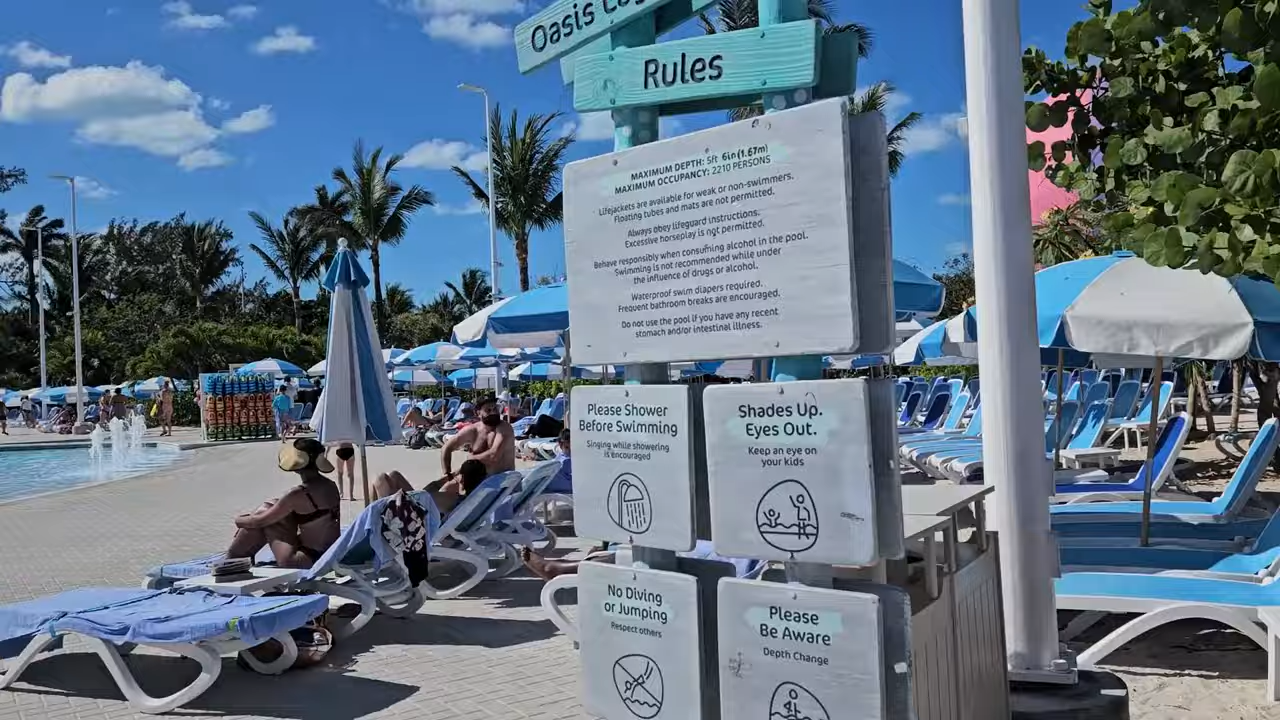 Oasis
Rules
MAXIMUM DEPTH: 5ft 6in (1.67m)
MAXIMUM OCCUPANCY: 2210 PERSONS
Lifejackets are available for weak or non-swimmers.
Floating tubes and mats are not permitted.
Always obey lifeguard instructions.
Excessive horseplay is not permitted.
Behave responsibly when consuming alcohol in the pool.
Swimming is not recommended while under
the influence of drugs or alcohol.
Waterproof swim diapers required.
Frequent bathroom breaks are encouraged.
Do not use the pool if you have any recent
stomach and/or intestinal illness.
Please Shower
Before Swimming
Singing while showering
is encouraged
Shades Up.
Eyes Out.
Keep an eye on
your kids
No Diving
or Jumping
Respect others
Please
Be Aware
Depth Change